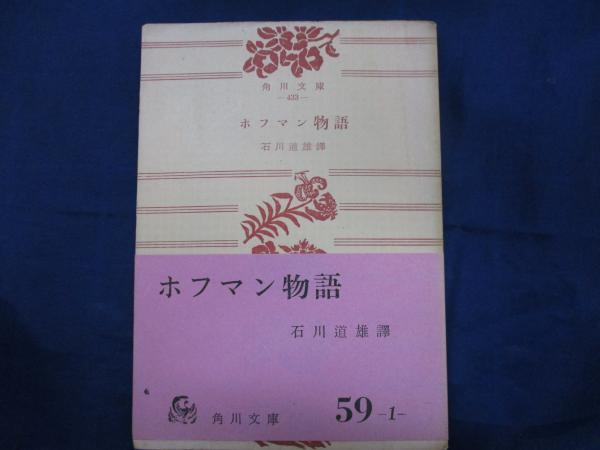 角川文庫
—433—
ホフマン物語
石川道雄譯
ホフマン物語
石川道雄譯
角川文庫
59 -1-